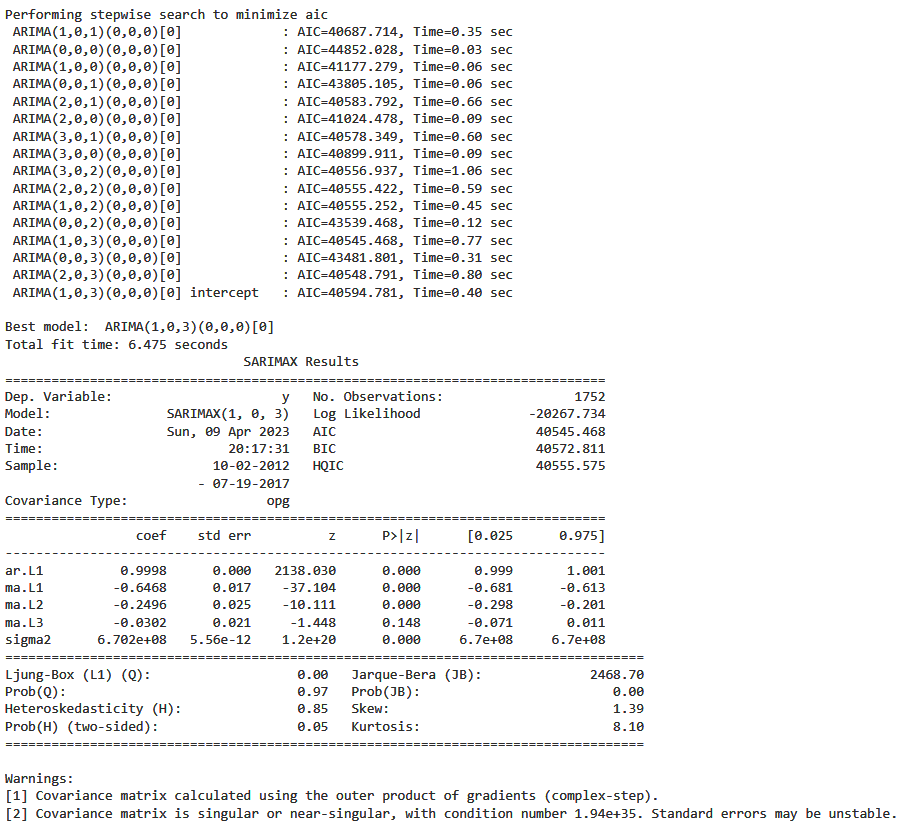 Performing stepwise search to minimize aic
 ARIMA(1,0,1)(0,0,0)[0]             : AIC=40687.714, Time=0.35 sec
 ARIMA(0,0,0)(0,0,0)[0]             : AIC=44852.028, Time=0.03 sec
 ARIMA(1,0,0)(0,0,0)[0]             : AIC=41177.279, Time=0.06 sec
 ARIMA(0,0,1)(0,0,0)[0]             : AIC=43805.105, Time=0.06 sec
 ARIMA(2,0,1)(0,0,0)[0]             : AIC=40583.792, Time=0.66 sec
 ARIMA(2,0,0)(0,0,0)[0]             : AIC=41024.478, Time=0.09 sec
 ARIMA(3,0,1)(0,0,0)[0]             : AIC=40578.349, Time=0.60 sec
 ARIMA(3,0,0)(0,0,0)[0]             : AIC=40899.911, Time=0.09 sec
 ARIMA(3,0,2)(0,0,0)[0]             : AIC=40556.937, Time=1.06 sec
 ARIMA(2,0,2)(0,0,0)[0]             : AIC=40555.422, Time=0.59 sec
 ARIMA(1,0,2)(0,0,0)[0]             : AIC=40555.252, Time=0.45 sec
 ARIMA(0,0,2)(0,0,0)[0]             : AIC=43539.468, Time=0.12 sec
 ARIMA(1,0,3)(0,0,0)[0]             : AIC=40545.468, Time=0.77 sec
 ARIMA(0,0,3)(0,0,0)[0]             : AIC=43481.801, Time=0.31 sec
 ARIMA(2,0,3)(0,0,0)[0]             : AIC=40548.791, Time=0.80 sec
 ARIMA(1,0,3)(0,0,0)[0] intercept   : AIC=40594.781, Time=0.40 sec

Best model:  ARIMA(1,0,3)(0,0,0)[0]
Total fit time: 6.475 seconds
                               SARIMAX Results
==============================================================================
Dep. Variable:                      y   No. Observations:                 1752
Model:               SARIMAX(1, 0, 3)   Log Likelihood              -20267.734
Date:                Sun, 09 Apr 2023   AIC                          40545.468
Time:                        20:17:31   BIC                          40572.811
Sample:                    10-02-2012   HQIC                         40555.575
                         - 07-19-2017
Covariance Type:                  opg
==============================================================================
                 coef    std err          z      P>|z|      [0.025      0.975]
------------------------------------------------------------------------------
ar.L1          0.9998      0.000   2138.030      0.000       0.999       1.001
ma.L1         -0.6468      0.017    -37.104      0.000      -0.681      -0.613
ma.L2         -0.2496      0.025    -10.111      0.000      -0.298      -0.201
ma.L3         -0.0302      0.021     -1.448      0.148      -0.071       0.011
sigma2      6.702e+08   5.56e-12    1.2e+20      0.000     6.7e+08     6.7e+08
===================================================================================
Ljung-Box (L1) (Q):                   0.00   Jarque-Bera (JB):              2468.70
Prob(Q):                              0.97   Prob(JB):                         0.00
Heteroskedasticity (H):               0.85   Skew:                             1.39
Prob(H) (two-sided):                  0.05   Kurtosis:                         8.10
===================================================================================

Warnings:
[1] Covariance matrix calculated using the outer product of gradients (complex-step).
[2] Covariance matrix is singular or near-singular, with condition number 1.94e+35. Standard errors may be unstable.